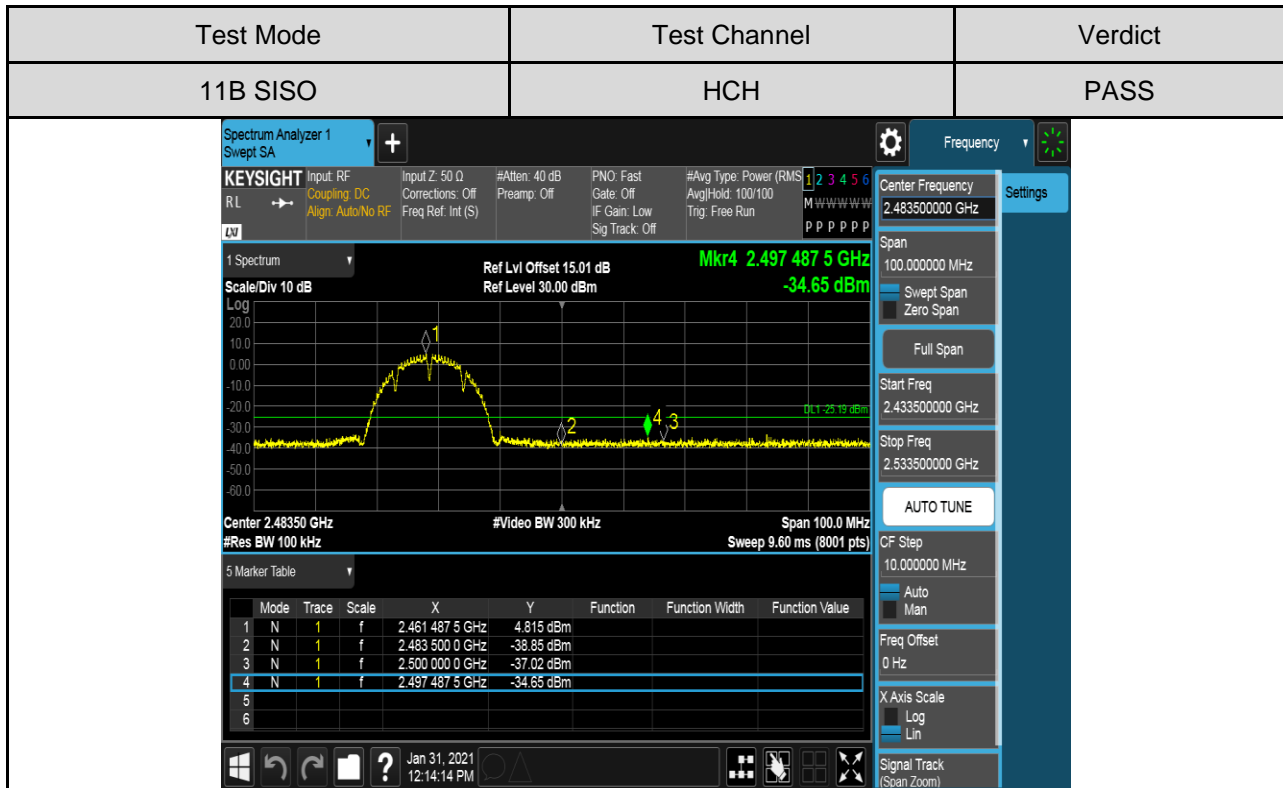 Test Mode Test Channel Verdict
11B SISO HCH PASS
Spectrum Analyzer 1
Swept SA
+
Frequency
KEYSIGHT
RL
LXI
Input: RF
Coupling: DC
Align: Auto/No RF
Input Z: 50 Ω
Corrections: Off
Freq Ref: Int (S)
#Atten: 40 dB
Preamp: Off
PNO: Fast
Gate: Off
IF Gain: Low
Sig Track: Off
#Avg Type: Power (RMS
Avg|Hold: 100/100
Trig: Free Run
1 2 3 4 5 6
M W W W W W
P P P P P P
1 Spectrum
Scale/Div 10 dB
Ref Lvl Offset 15.01 dB
Ref Level 30.00 dBm
Mkr4 2.497 487 5 GHz
-34.65 dBm
Log
20.0
10.0
0.00
-10.0
-20.0
-30.0
-40.0
-50.0
-60.0
1
2
4
3
DL1 -25.19 dBm
Center 2.48350 GHz
#Res BW 100 kHz
#Video BW 300 kHz
Span 100.0 MHz
Sweep 9.60 ms (8001 pts)
5 Marker Table
Mode Trace Scale X Y Function Function Width Function Value
1 N 1 f 2.461 487 5 GHz 4.815 dBm
2 N 1 f 2.483 500 0 GHz -38.85 dBm
3 N 1 f 2.500 000 0 GHz -37.02 dBm
4 N 1 f 2.497 487 5 GHz -34.65 dBm
5
6
?
Jan 31, 2021
12:14:14 PM
Center Frequency
2.483500000 GHz
Settings
Span
100.000000 MHz
Swept Span
Zero Span
Full Span
Start Freq
2.433500000 GHz
Stop Freq
2.533500000 GHz
AUTO TUNE
CF Step
10.000000 MHz
Auto
Man
Freq Offset
0 Hz
X Axis Scale
Log
Lin
Signal Track
(Span Zoom)